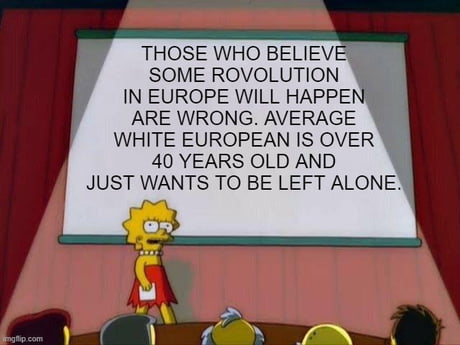 THOSE WHO BELIEVE
SOME ROVOLUTION
IN EUROPE WILL HAPPEN
ARE WRONG. AVERAGE
WHITE EUROPEAN IS OVER
40 YEARS OLD AND
JUST WANTS TO BE LEFT ALONE.
imgflip.com